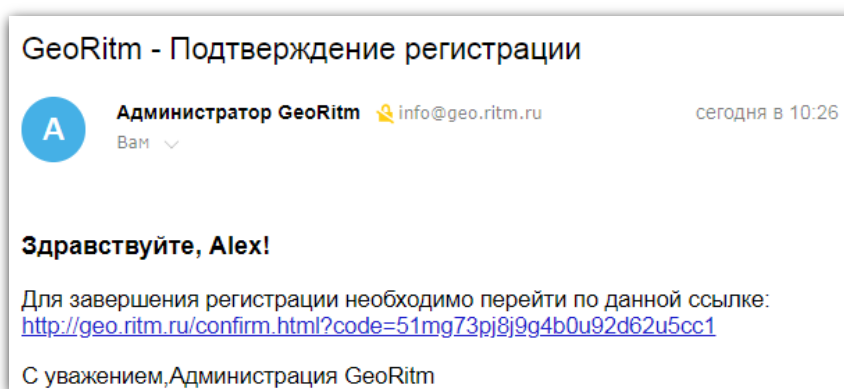 GeoRitm - Подтверждение регистрации
А
Администратор GeoRitm info@geo.ritm.ru сегодня в 10:26
Вам
Здравствуйте, Alex!
Для завершения регистрации необходимо перейти по данной ссылке:
http://geo.ritm.ru/confirm.html?code=51mg73pj8j9g4b0u92d62u5cc1
С уважением,Администрация GeoRitm